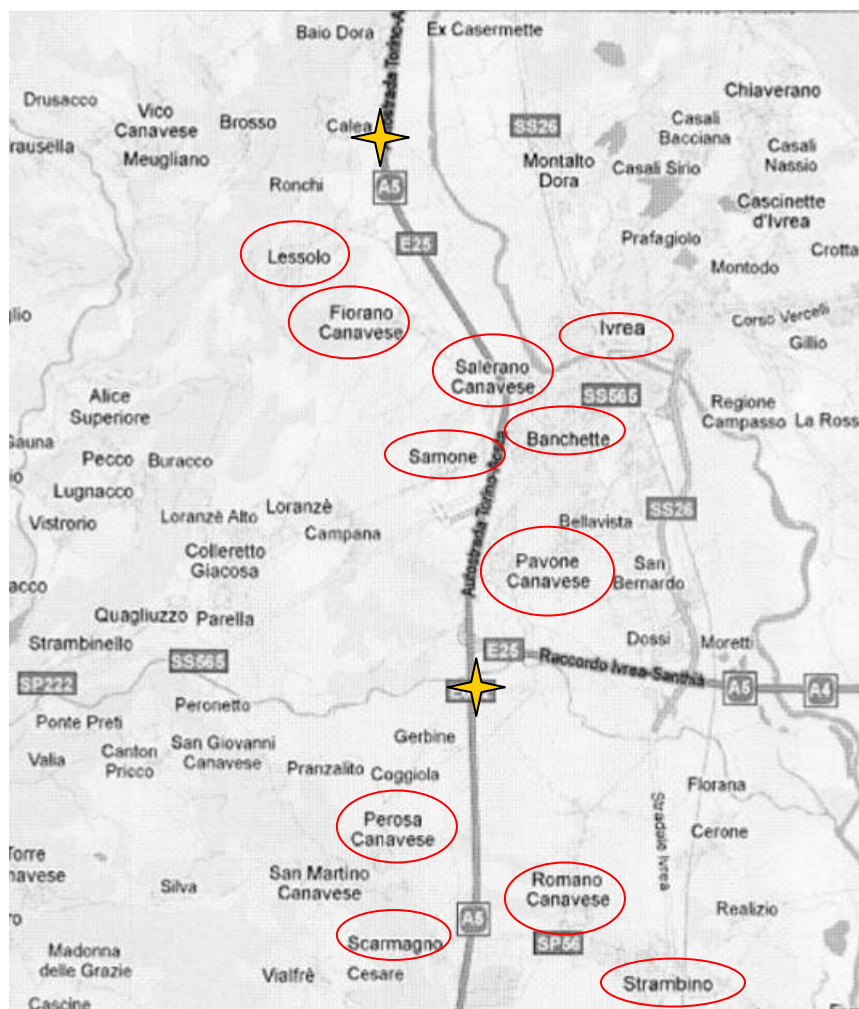 Baio Dora
Ex Casermette
Drusacco
Vico
Canavese
Brosso
Calea
SS26
Chiaverano
Casali
Bacciana
Casali
Nassio
rausella
Meugliano
Montalto
Dora
Casali Sirio
Ronchi
A5
Cascinette
d'Ivrea
E25
Lessolo
Prafagiolo
Crotta
Montodo
Fiorano
Canavese
Ivrea
Corso Vercelli
Gillio
glio
Salerano
Canavese
SS565
Alice
Superiore
Regione
Campasso
La Ross
Banchette
Samone
Pecco
Buracco
Lugnacco
Autostrada Torino-Aosta
Loranzè
Vistrorio
Loranzè Alto
Campana
Bellavista
SS26
Colleretto
Giacosa
Pavone
Canavese
San
Bernardo
acco
Quagliuzzo
Parella
Strambinello
Dossi
Moretti
SS565
E25
Raccordo Ivrea-Santhià
SP222
A5
A4
Peronetto
Ponte Preti
Gerbine
San Giovanni
Canavese
Valia
Canton
Pricco
Pranzalito
Coggiola
Florana
Stradale Ivrea
Perosa
Canavese
Cerone
Torre
navese
San Martino
Canavese
Silva
Romano
Canavese
Realizio
A5
Scarmagno
SP56
Madonna
delle Grazie
Vialfrè
Cesare
Strambino
Cascine